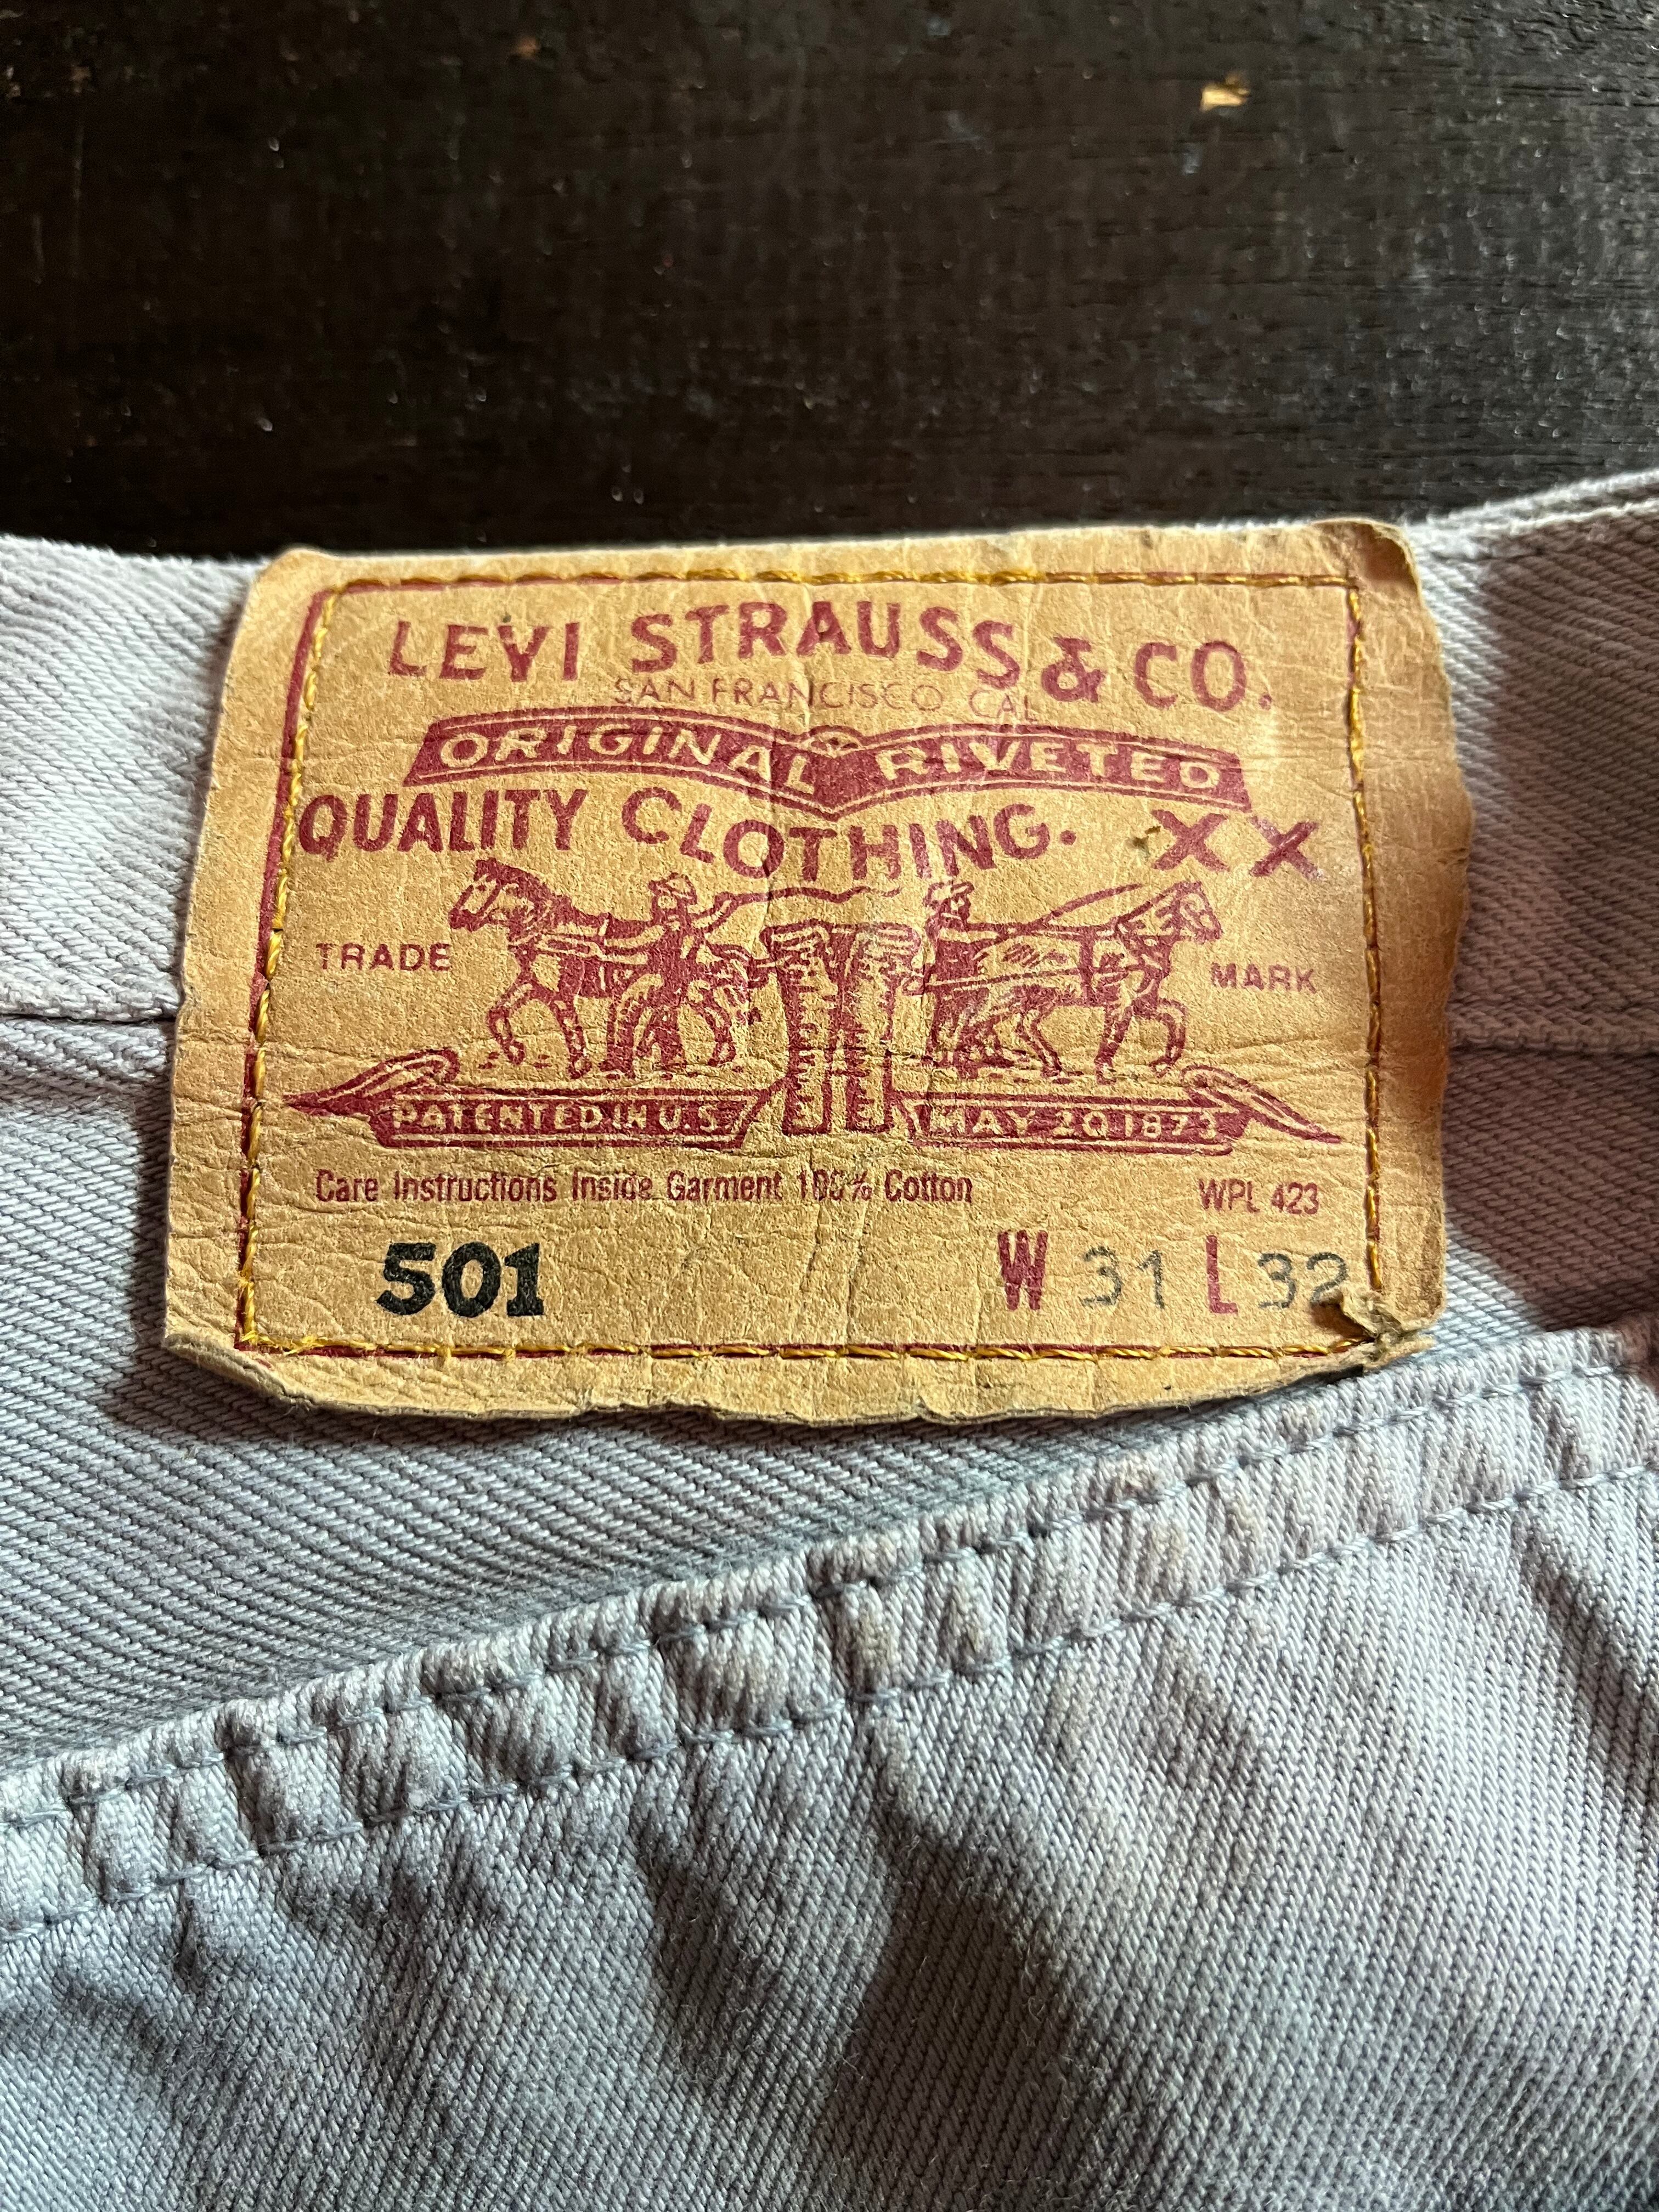 LEVI STRAUSS & CO.
SAN FRANCISCO CAL
ORIGINAL RIVETED
QUALITY CLOTHING. XX
TRADE MARK
PATENTED IN U.S. MAY 20 1873
Care Instructions Inside Garment 100% Cotton WPL 423
501 W 31 L 32